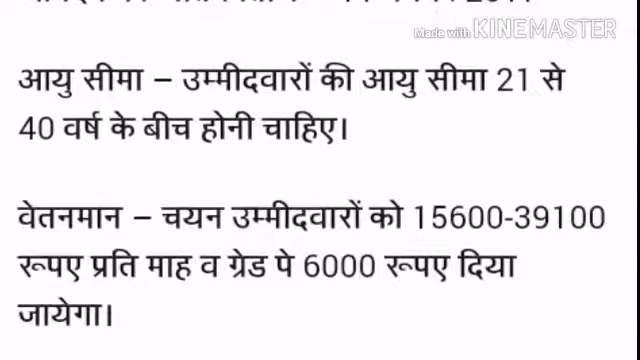 Made with KINEMASTER
आयु सीमा – उम्मीदवारों की आयु सीमा 21 से
40 वर्ष के बीच होनी चाहिए।
वेतनमान – चयन उम्मीदवारों को 15600-39100
रूपए प्रति माह व ग्रेड पे 6000 रूपए दिया
जायेगा।